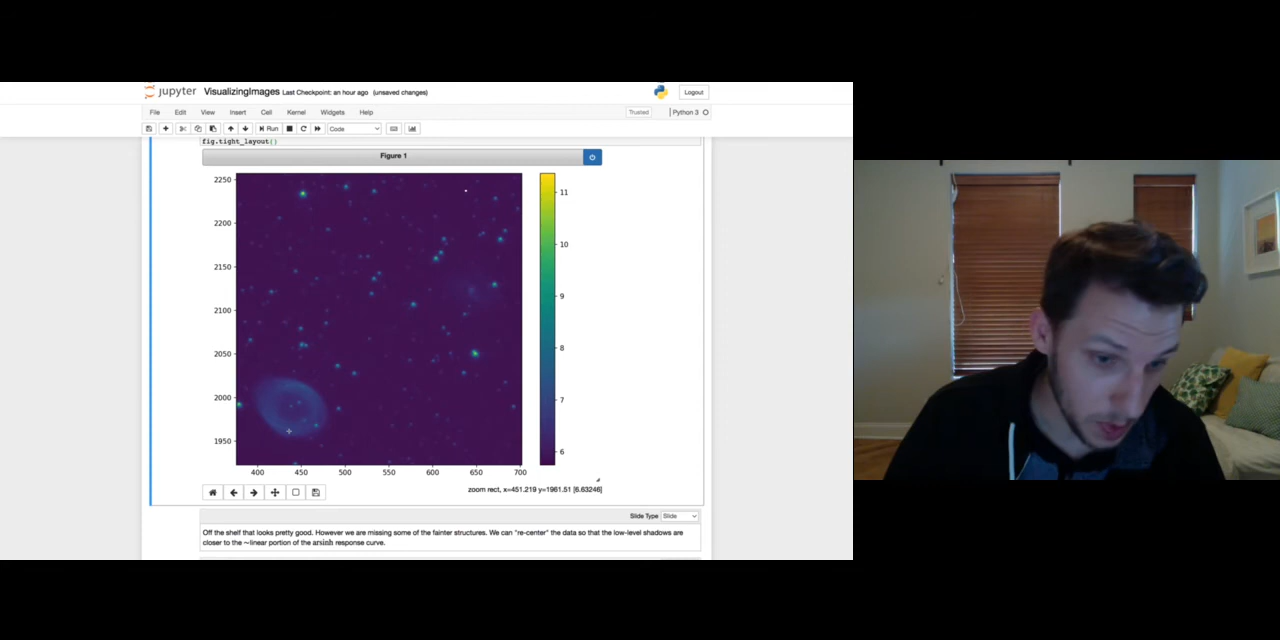 jupyter VisualizingImages Last Checkpoint: an hour ago (unsaved changes)
Logout
File Edit View Insert Cell Kernel Widgets Help
Trusted
Python 3
Run
Code
fig.tight_layout()
Figure 1
2250
2200
2150
2100
2050
2000
1950
400 450 500 550 600 650 700
11
10
9
8
7
6
zoom rect, x=451.219 y=1961.51 [6.63246]
Slide Type Slide
Off the shelf that looks pretty good. However we are missing some of the fainter structures. We can "re-center" the data so that the low-level shadows are
closer to the ~linear portion of the arsinh response curve.